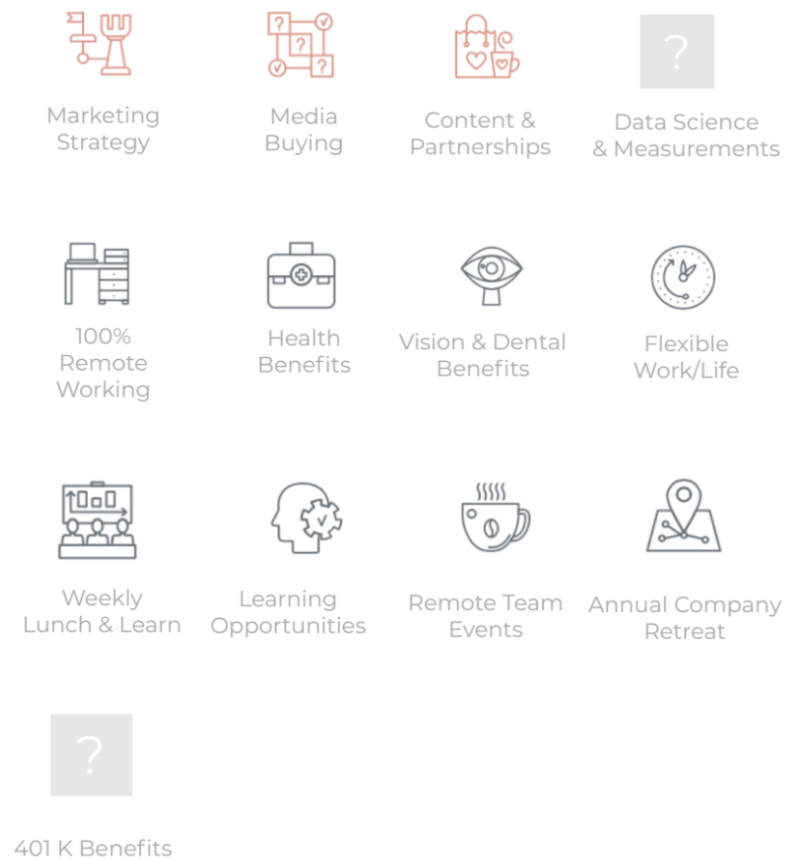 Marketing
Strategy
Media
Buying
Content &
Partnerships
?
Data Science
& Measurements
100%
Remote
Working
Health
Benefits
Vision & Dental
Benefits
Flexible
Work/Life
Weekly
Lunch & Learn
Learning
Opportunities
Remote Team
Events
Annual Company
Retreat
?
401 K Benefits